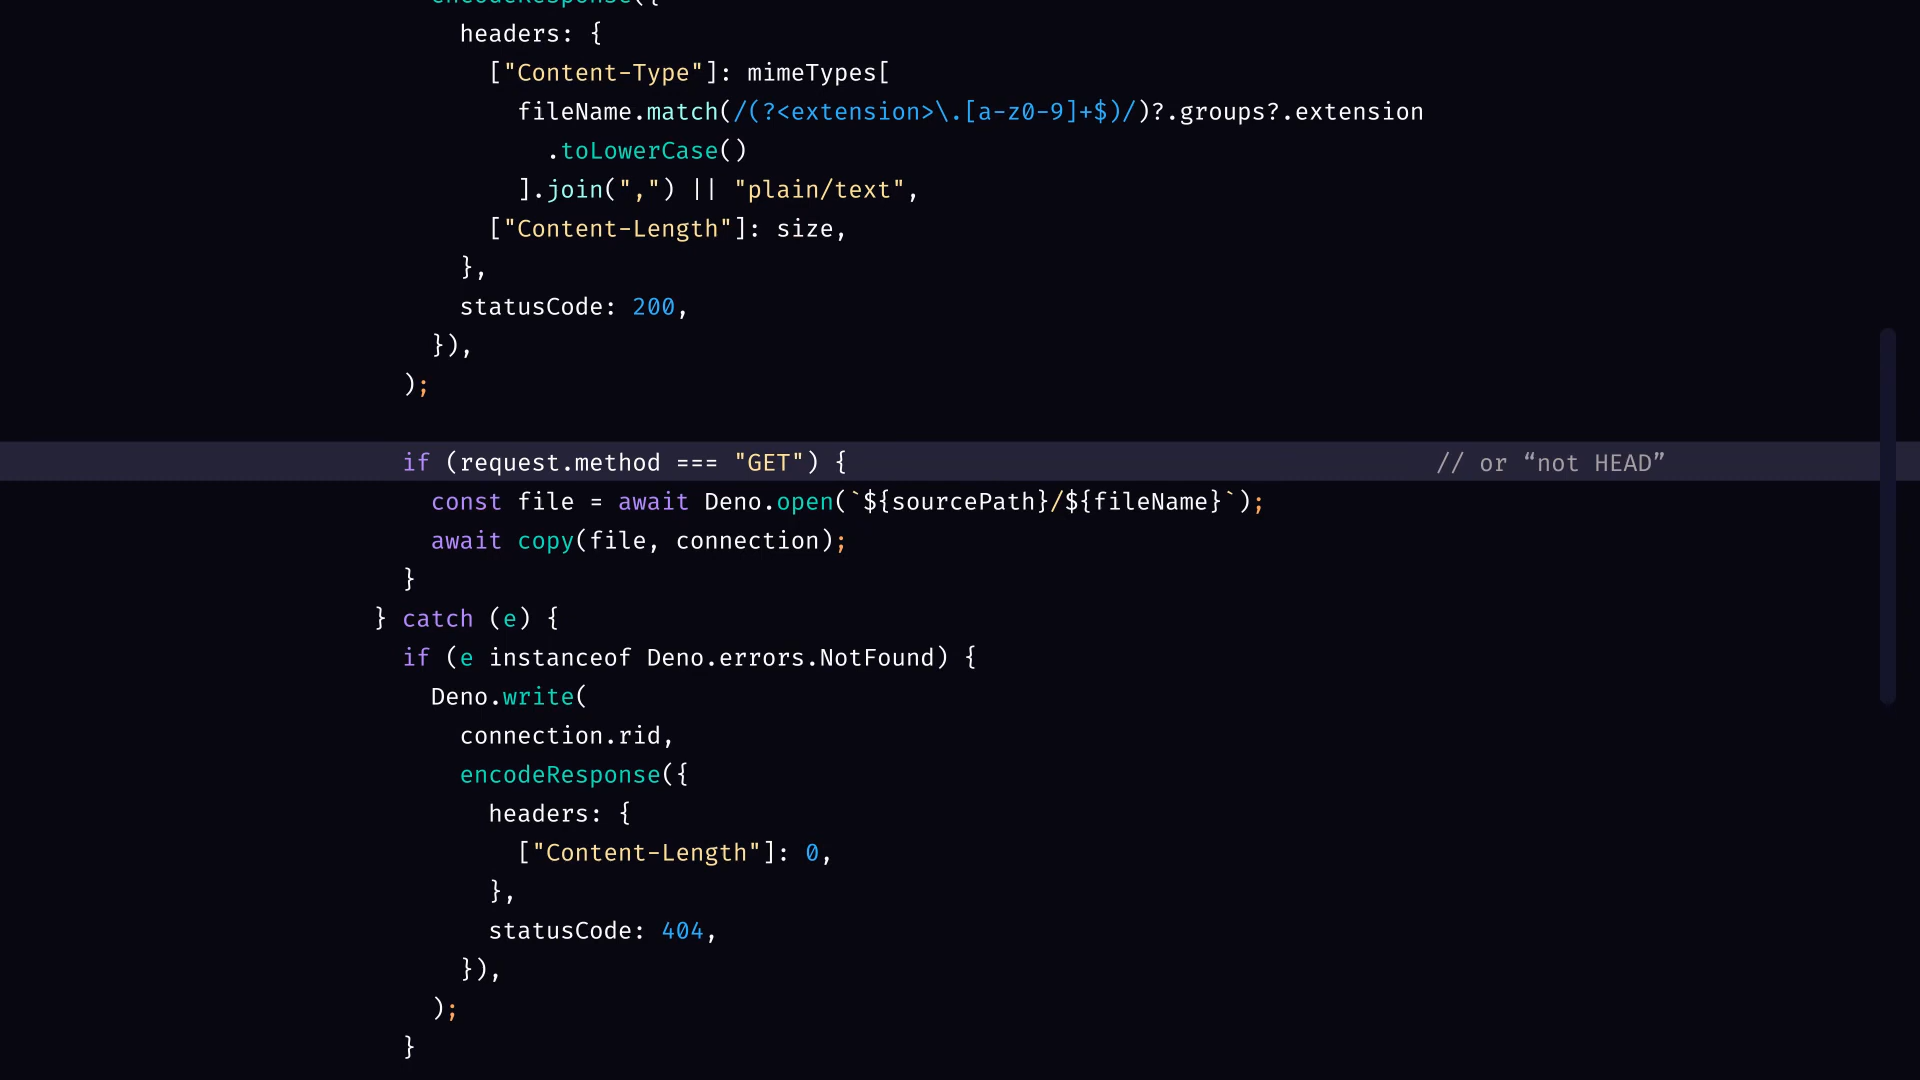 encodeResponse({
headers: {
["Content-Type"]: mimeTypes[
fileName.match(/(?<extension>\.[a-z0-9]+$)/)?.groups?.extension
.toLowerCase()
].join(",") || "plain/text",
["Content-Length"]: size,
},
statusCode: 200,
}),
);
if (request.method === "GET") { // or “not HEAD”
const file = await Deno.open(`${sourcePath}/${fileName}`);
await copy(file, connection);
}
} catch (e) {
if (e instanceof Deno.errors.NotFound) {
Deno.write(
connection.rid,
encodeResponse({
headers: {
["Content-Length"]: 0,
},
statusCode: 404,
}),
);
}